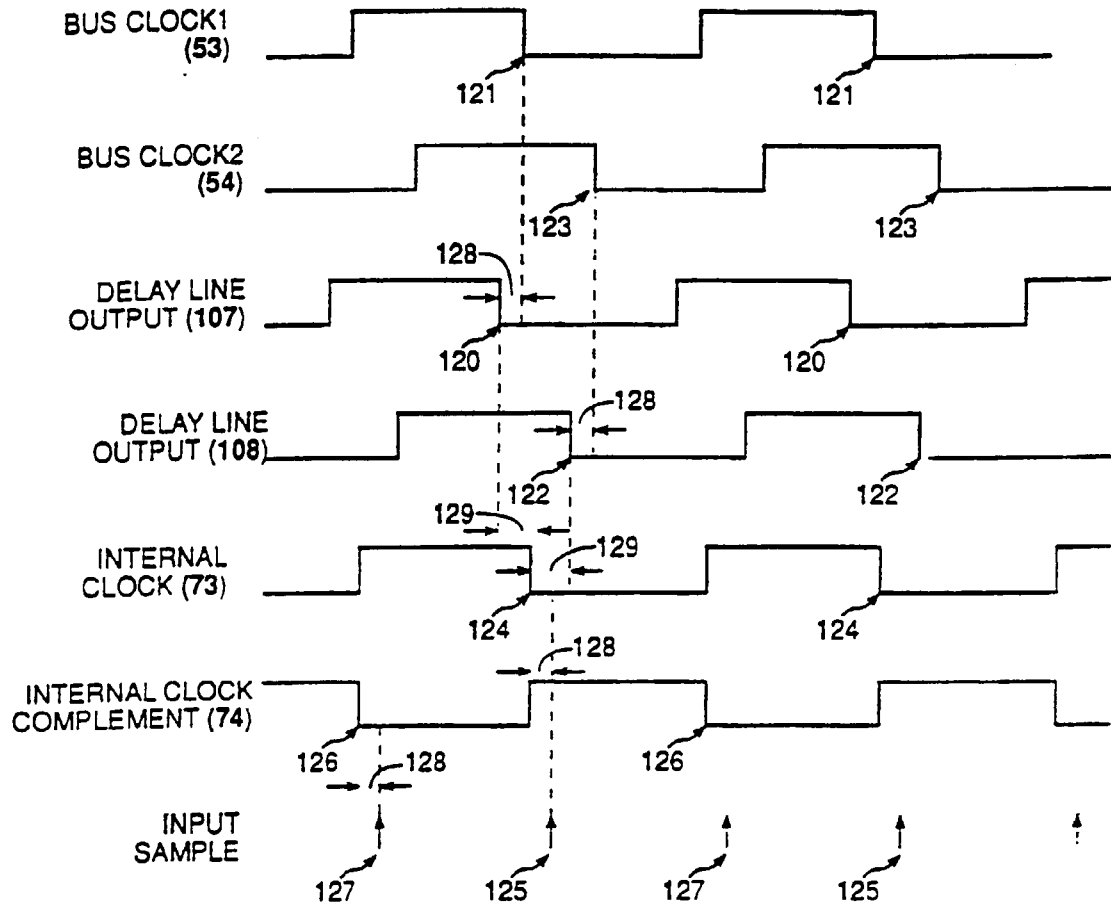 BUS CLOCK1
(53)
121
121
BUS CLOCK2
(54)
123
123
128
DELAY LINE
OUTPUT (107)
120
120
128
DELAY LINE
OUTPUT (108)
122
122
129
129
INTERNAL
CLOCK (73)
124
124
128
INTERNAL CLOCK
COMPLEMENT (74)
126
128
126
INPUT
SAMPLE
127
125
127
125